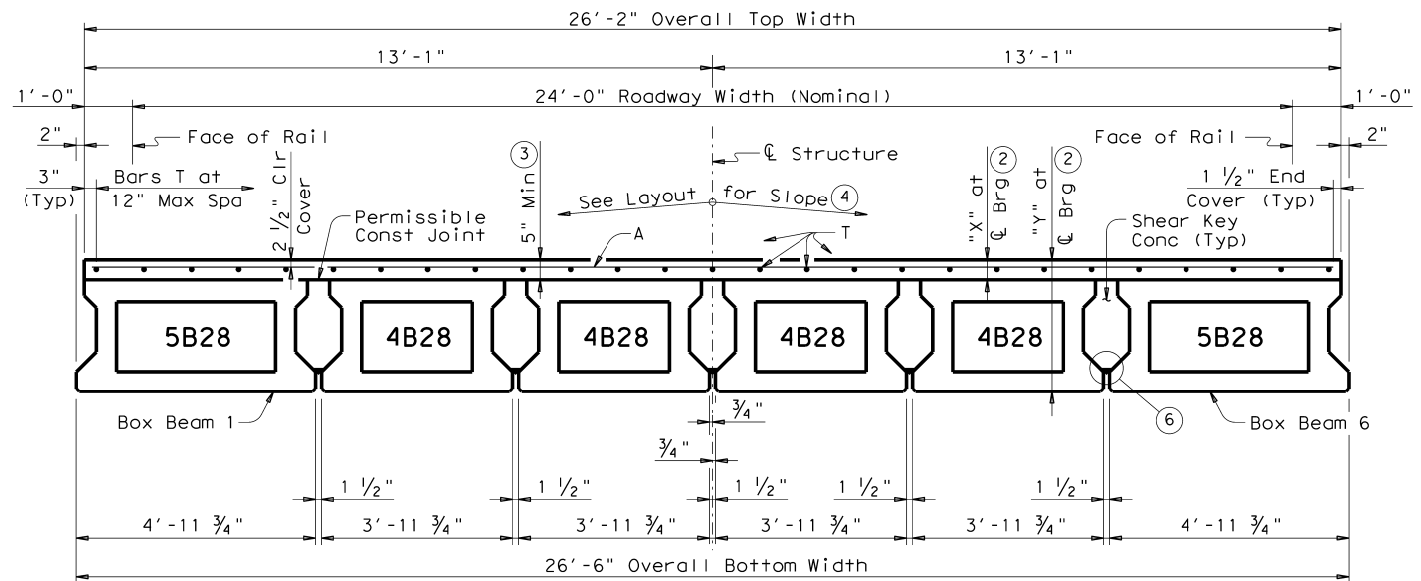 26'-2" Overall Top Width
13'-1" 13'-1"
1'-0" 24'-0" Roadway Width (Nominal) 1'-0"
2" Face of Rail Face of Rail 2"
℄ Structure
3" (Typ)
Bars T at
12" Max Spa
2 ½" Clr
Cover
Permissible
Const Joint
5" Min 3
See Layout for Slope 4
A
T
"X" at
℄ Brg 2
"Y" at
℄ Brg 2
Shear Key
Conc (Typ)
1 ½" End
Cover (Typ)
5B28 4B28 4B28 4B28 4B28 5B28
Box Beam 1
Box Beam 6
6
¾"
¾"
1 ½" 1 ½" 1 ½" 1 ½" 1 ½"
4'-11 ¾" 3'-11 ¾" 3'-11 ¾" 3'-11 ¾" 3'-11 ¾" 4'-11 ¾"
26'-6" Overall Bottom Width